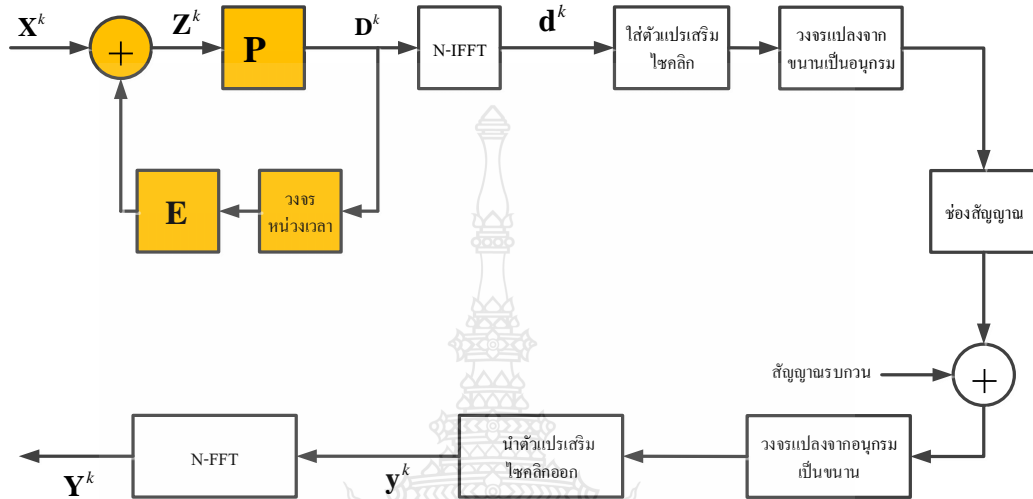 X^k
Z^k
P
D^k
N-IFFT
d^k
ใส่ตัวแปรเสริม
ไซคลิก
วงจรแปลงจาก
ขนานเป็นอนุกรม
+
E
วงจร
หน่วงเวลา
ช่องสัญญาณ
สัญญาณรบกวน
+
Y^k
N-FFT
y^k
นำตัวแปรเสริม
ไซคลิกออก
วงจรแปลงจากอนุกรม
เป็นขนาน